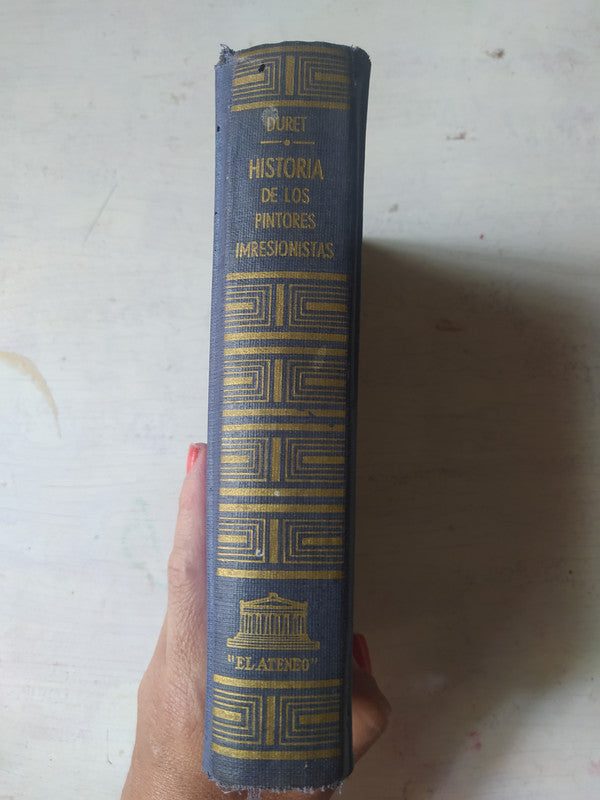 DURET
HISTORIA
DE LOS
PINTORES
IMRESIONISTAS
"EL ATENEO"